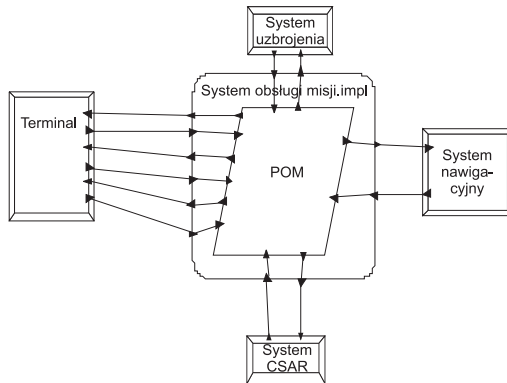 System
uzbrojenia
System obsługi misji.impl
Terminal
POM
System
nawiga-
cyjny
System
CSAR